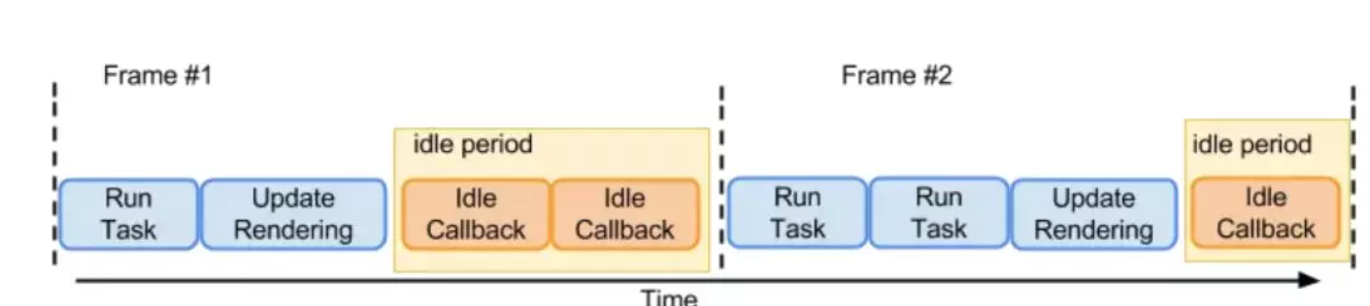 Frame #1
Frame #2
idle period
idle period
Run
Task
Update
Rendering
Idle
Callback
Idle
Callback
Run
Task
Run
Task
Update
Rendering
Idle
Callback
Time